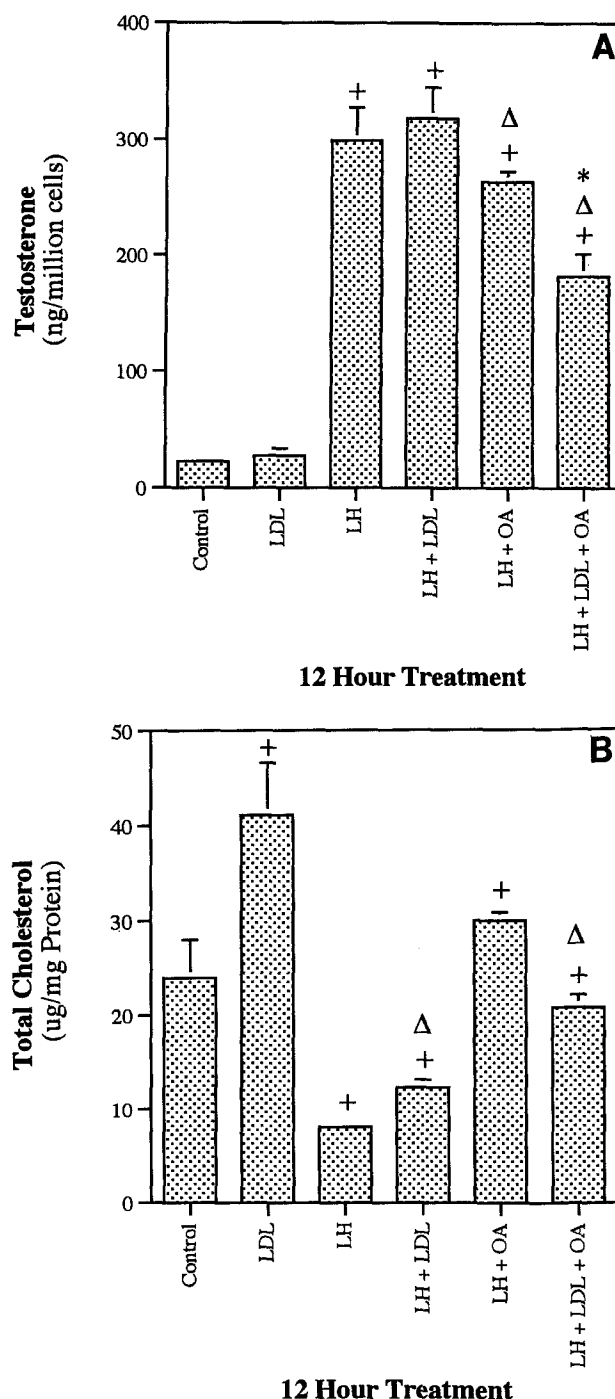 A
Testosterone
(ng/million cells)
400
300
200
100
0
+
+
Δ
+
*
Δ
+
Control
LDL
LH
LH + LDL
LH + OA
LH + LDL + OA
12 Hour Treatment
B
Total Cholesterol
(ug/mg Protein)
50
40
30
20
10
0
+
+
Δ
+
+
Δ
+
Control
LDL
LH
LH + LDL
LH + OA
LH + LDL + OA
12 Hour Treatment